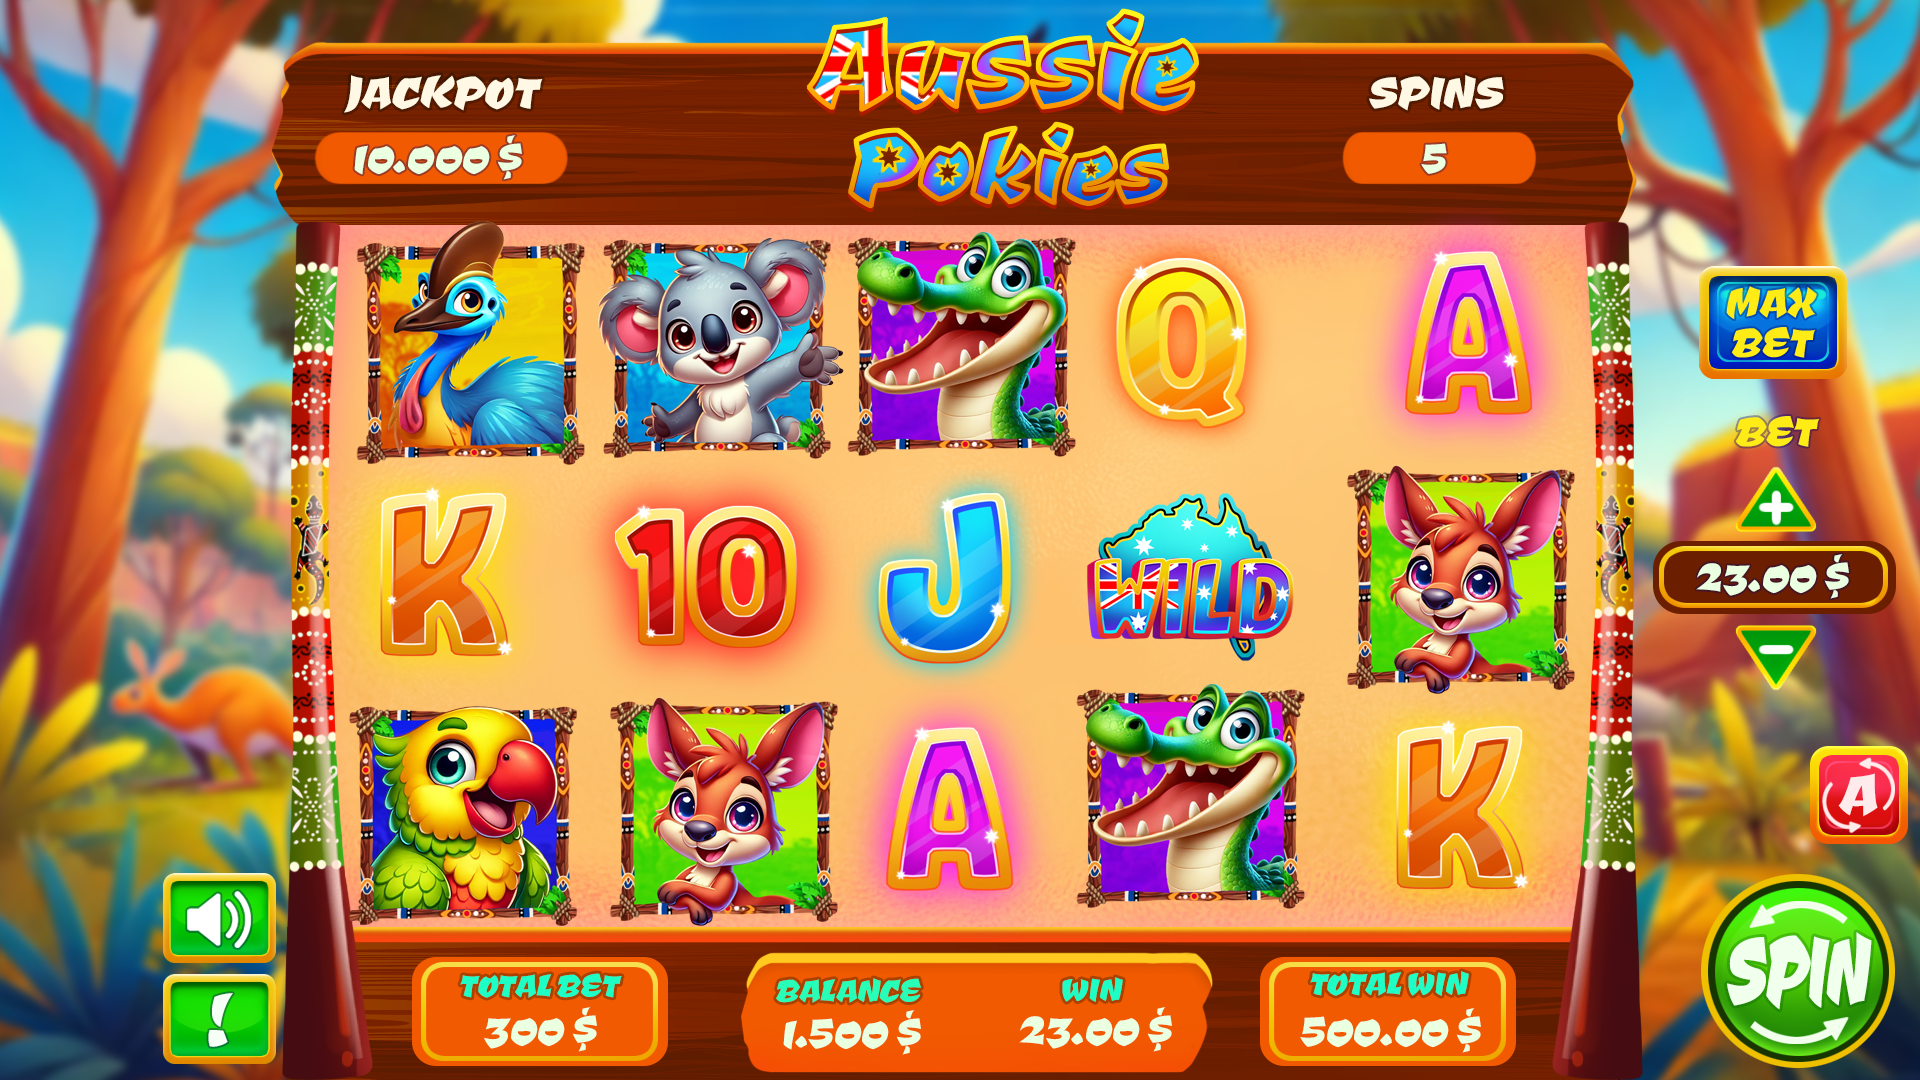 Aussie
Pokies
JACKPOT
10.000 $
SPINS
5
Q
A
MAX
BET
BET
+
23.00 $
-
K
10
J
WILD
A
K
A
SPIN
!
TOTAL BET
300 $
BALANCE
1.500 $
WIN
23.00 $
TOTAL WIN
500.00 $